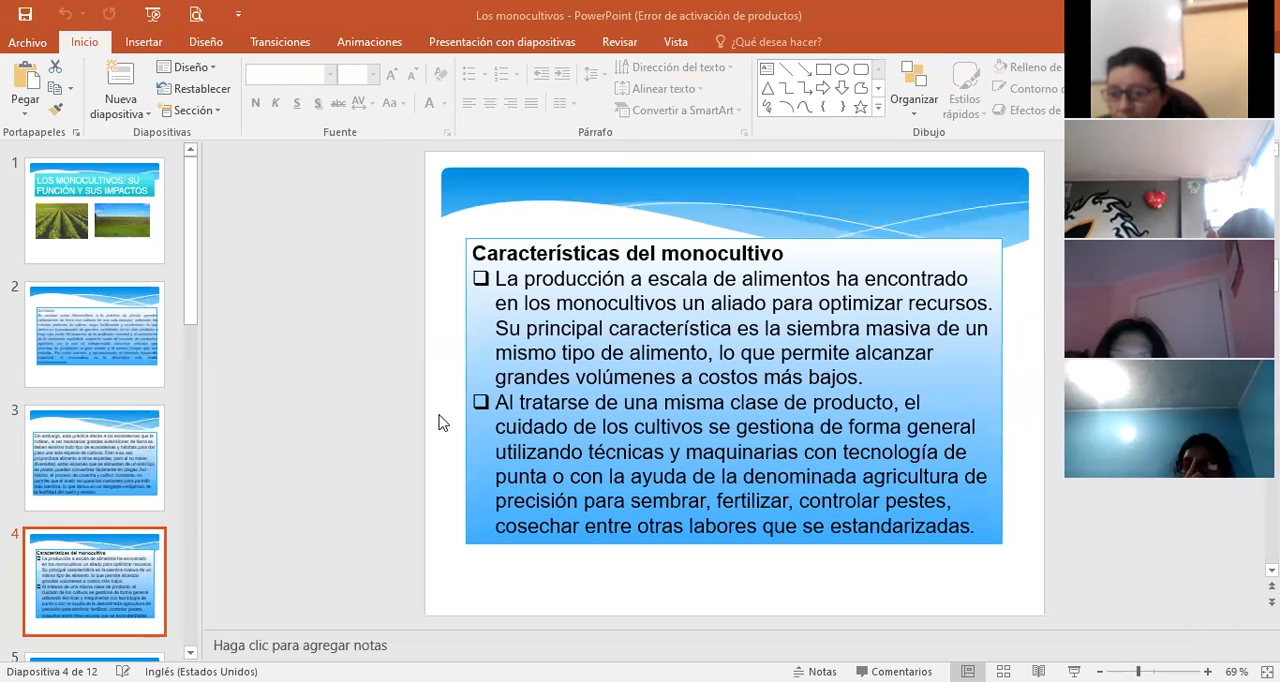 Los monocultivos - PowerPoint (Error de activación de productos)
Archivo Inicio Insertar Diseño Transiciones Animaciones Presentación con diapositivas Revisar Vista ¿Qué desea hacer?
Pegar
Nueva diapositiva
Diseño
Restablecer
Sección
N K S S abc AV Aa A
Dirección del texto
Alinear texto
Convertir a SmartArt
Organizar
Estilos rápidos
Relleno de
Contorno
Efectos de
Portapapeles Diapositivas Fuente Párrafo Dibujo
1
LOS MONOCULTIVOS: SU
FUNCIÓN Y SUS IMPACTOS
2
3
4
5
Características del monocultivo
La producción a escala de alimentos ha encontrado
en los monocultivos un aliado para optimizar recursos.
Su principal característica es la siembra masiva de un
mismo tipo de alimento, lo que permite alcanzar
grandes volúmenes a costos más bajos.
Al tratarse de una misma clase de producto, el
cuidado de los cultivos se gestiona de forma general
utilizando técnicas y maquinarias con tecnología de
punta o con la ayuda de la denominada agricultura de
precisión para sembrar, fertilizar, controlar pestes,
cosechar entre otras labores que se estandarizadas.
Haga clic para agregar notas
Diapositiva 4 de 12 Inglés (Estados Unidos) Notas Comentarios 69 %